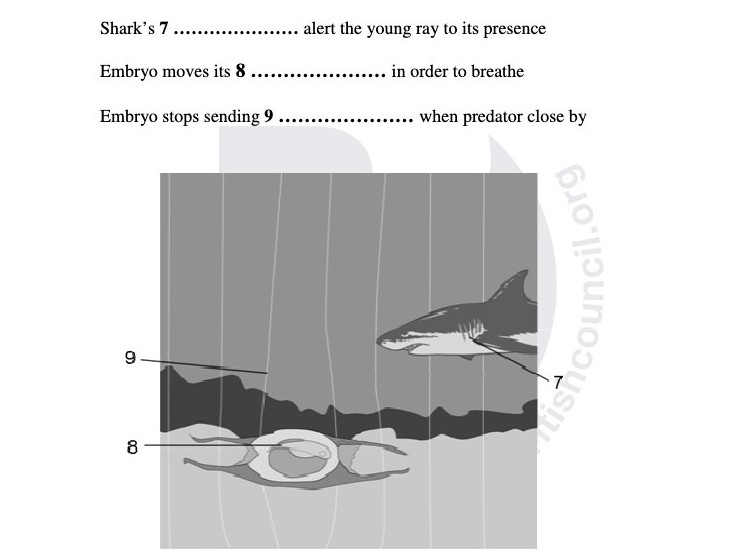 Shark's 7 ..................... alert the young ray to its presence
Embryo moves its 8 ....................... in order to breathe
Embryo stops sending 9 ....................... when predator close by
9
7
8
itishcouncil.org